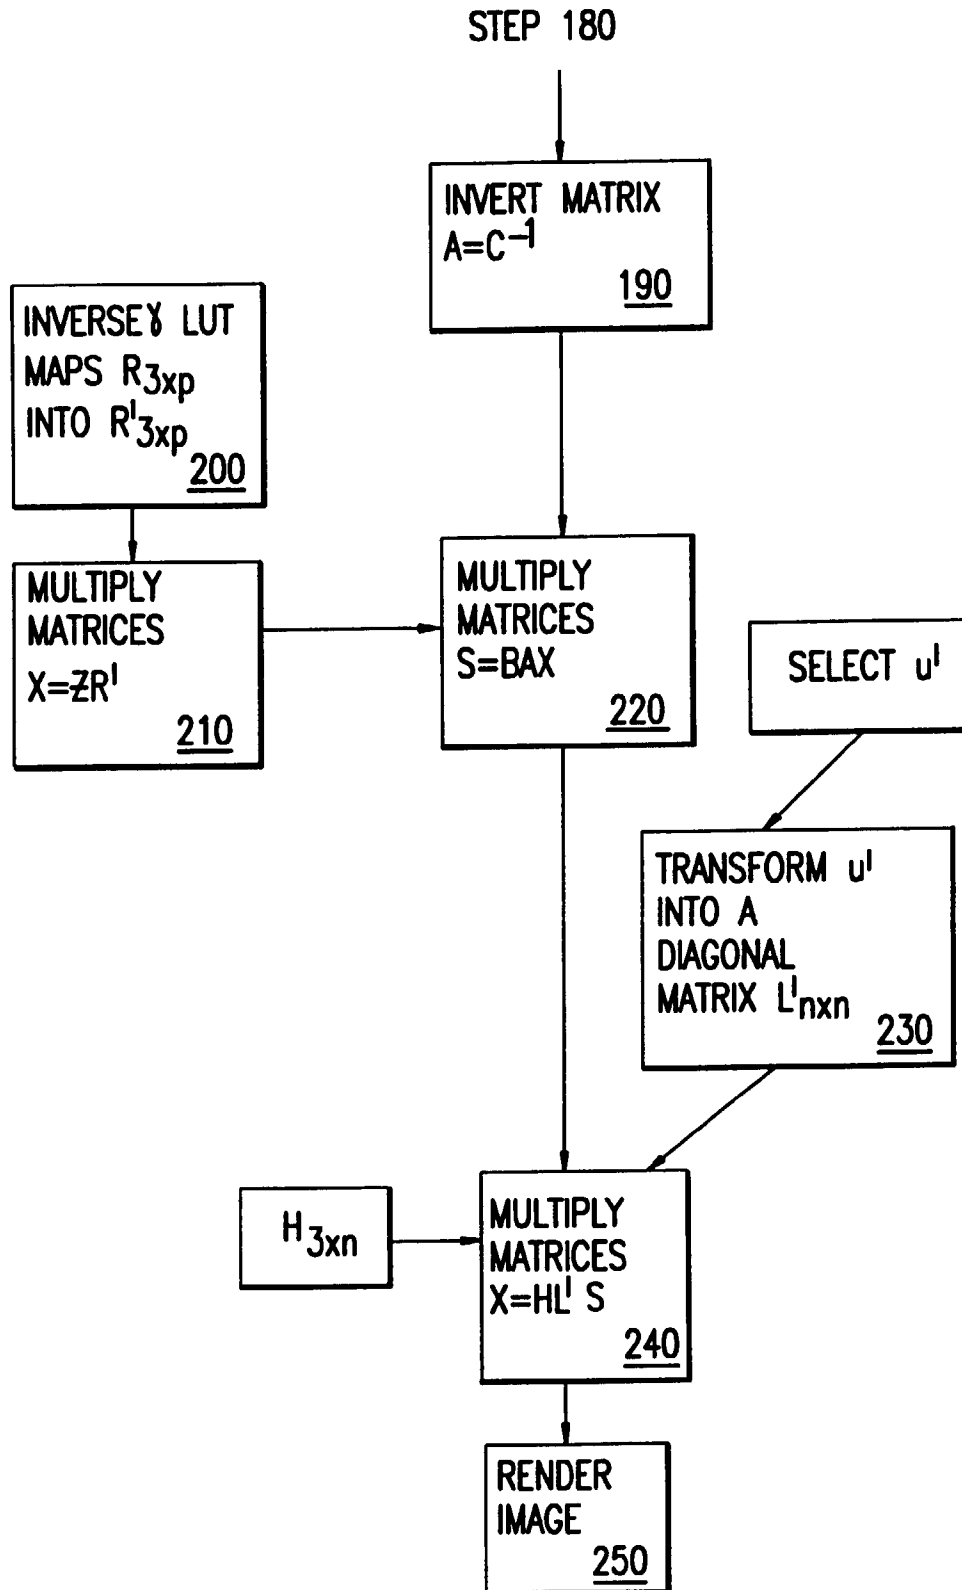 STEP 180
INVERT MATRIX
A=C⁻¹
190
INVERSE γ LUT
MAPS R₃ₓₚ
INTO R'₃ₓₚ
200
MULTIPLY
MATRICES
X=ZR'
210
MULTIPLY
MATRICES
S=BAX
220
SELECT u'
TRANSFORM u'
INTO A
DIAGONAL
MATRIX L'ₙₓₙ
230
H₃ₓₙ
MULTIPLY
MATRICES
X=HL' S
240
RENDER
IMAGE
250